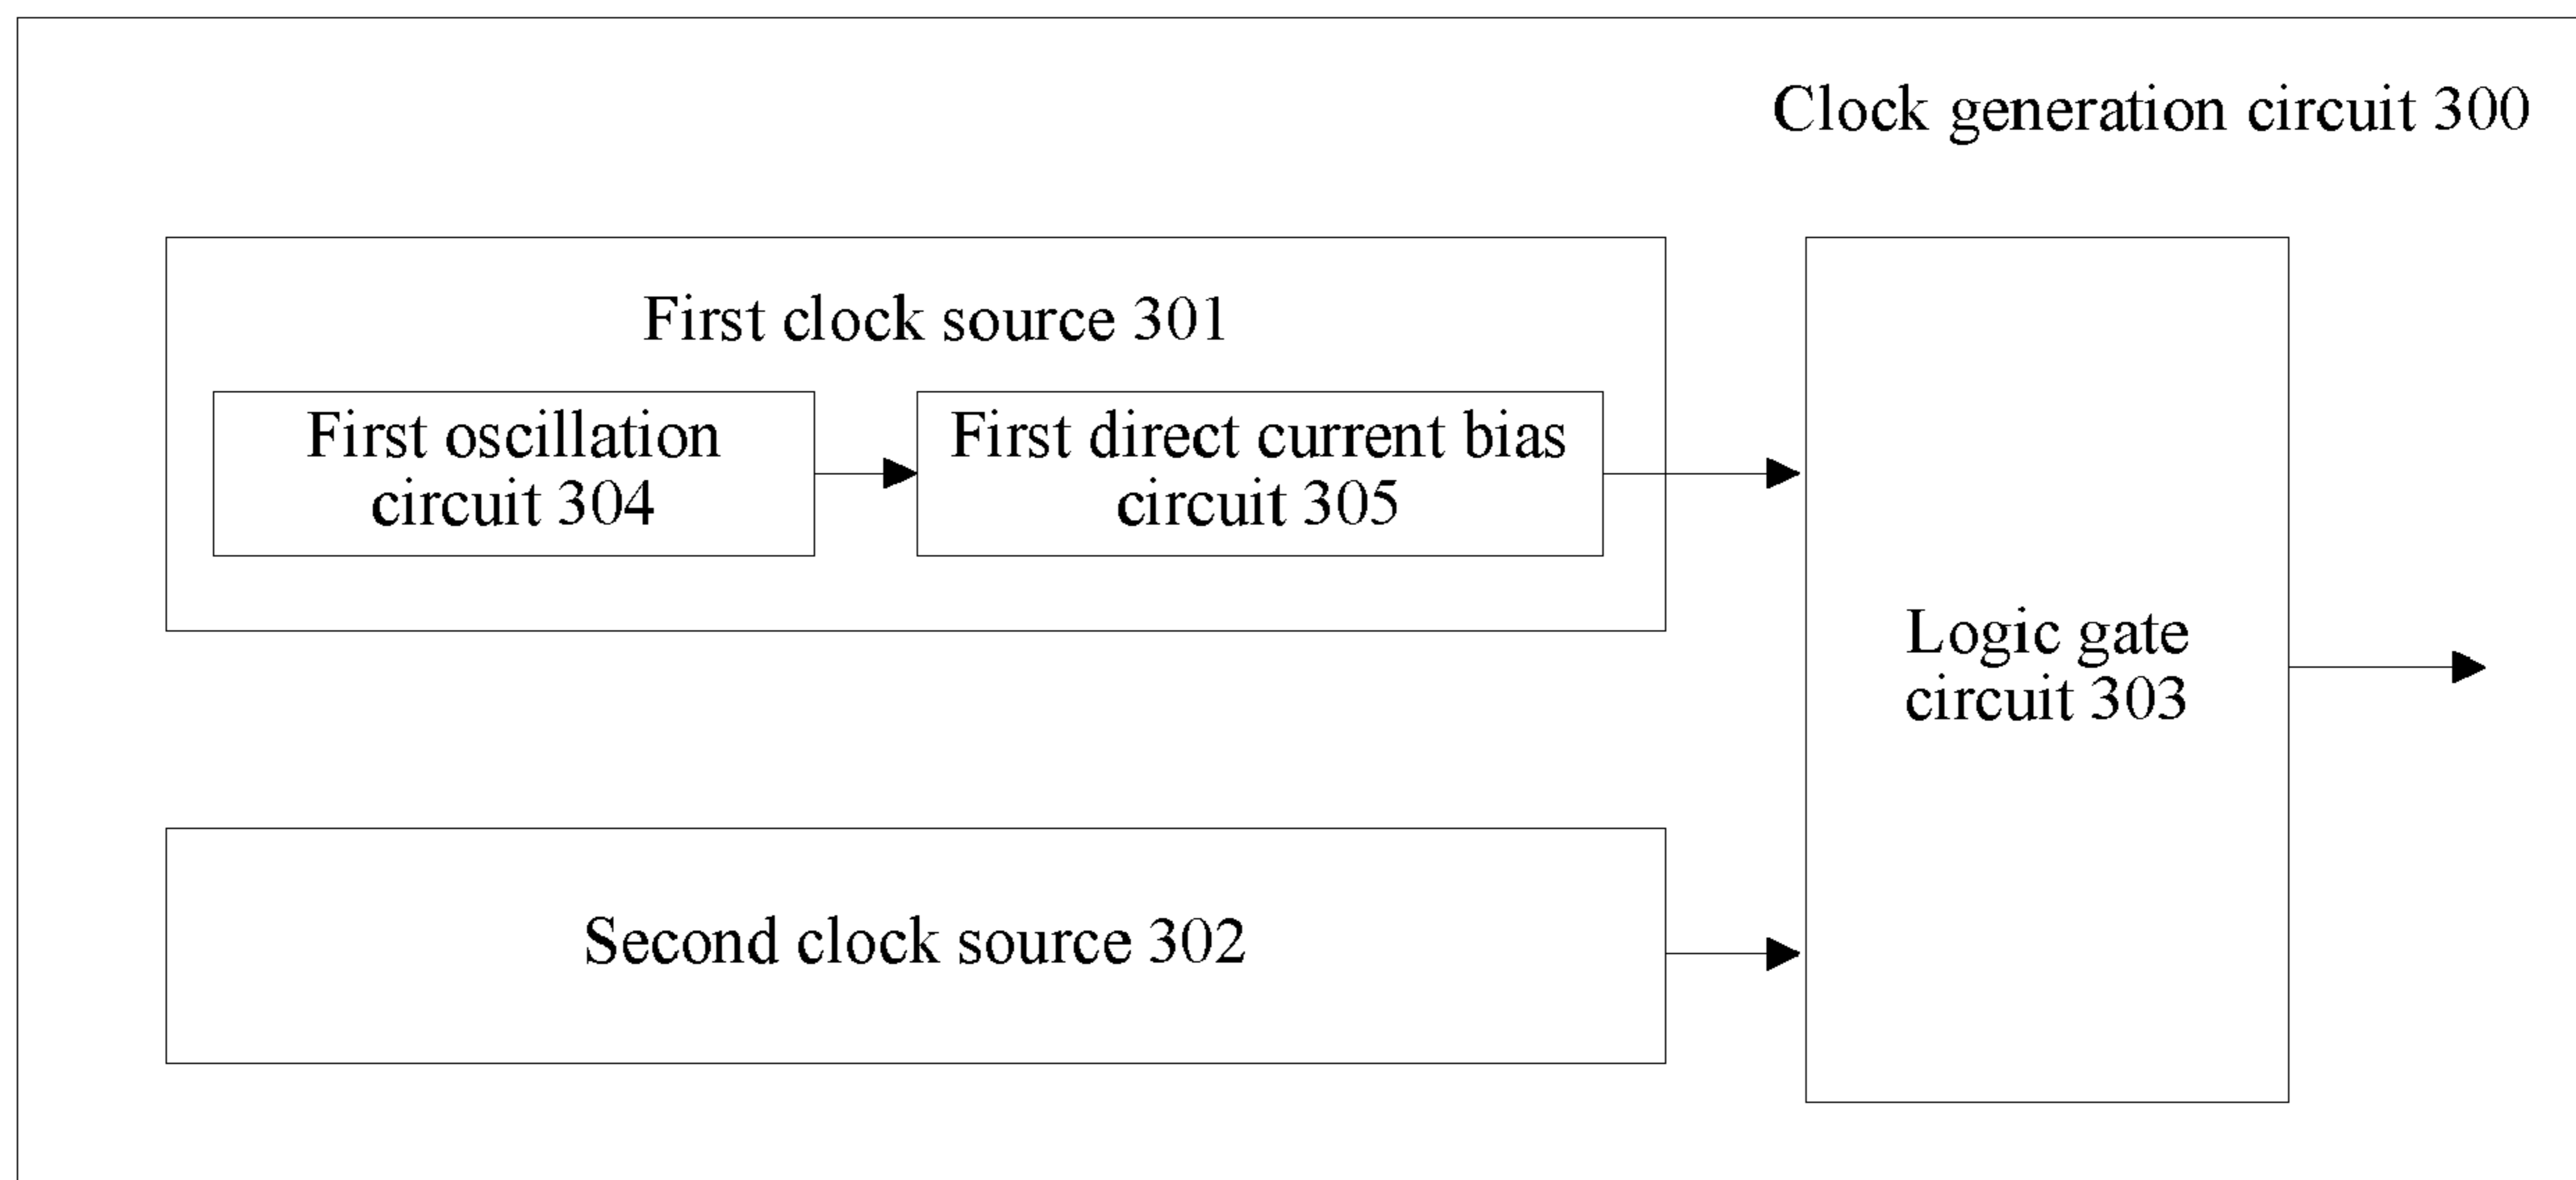 Clock generation circuit 300
First clock source 301
First oscillation
circuit 304
First direct current bias
circuit 305
Logic gate
circuit 303
Second clock source 302